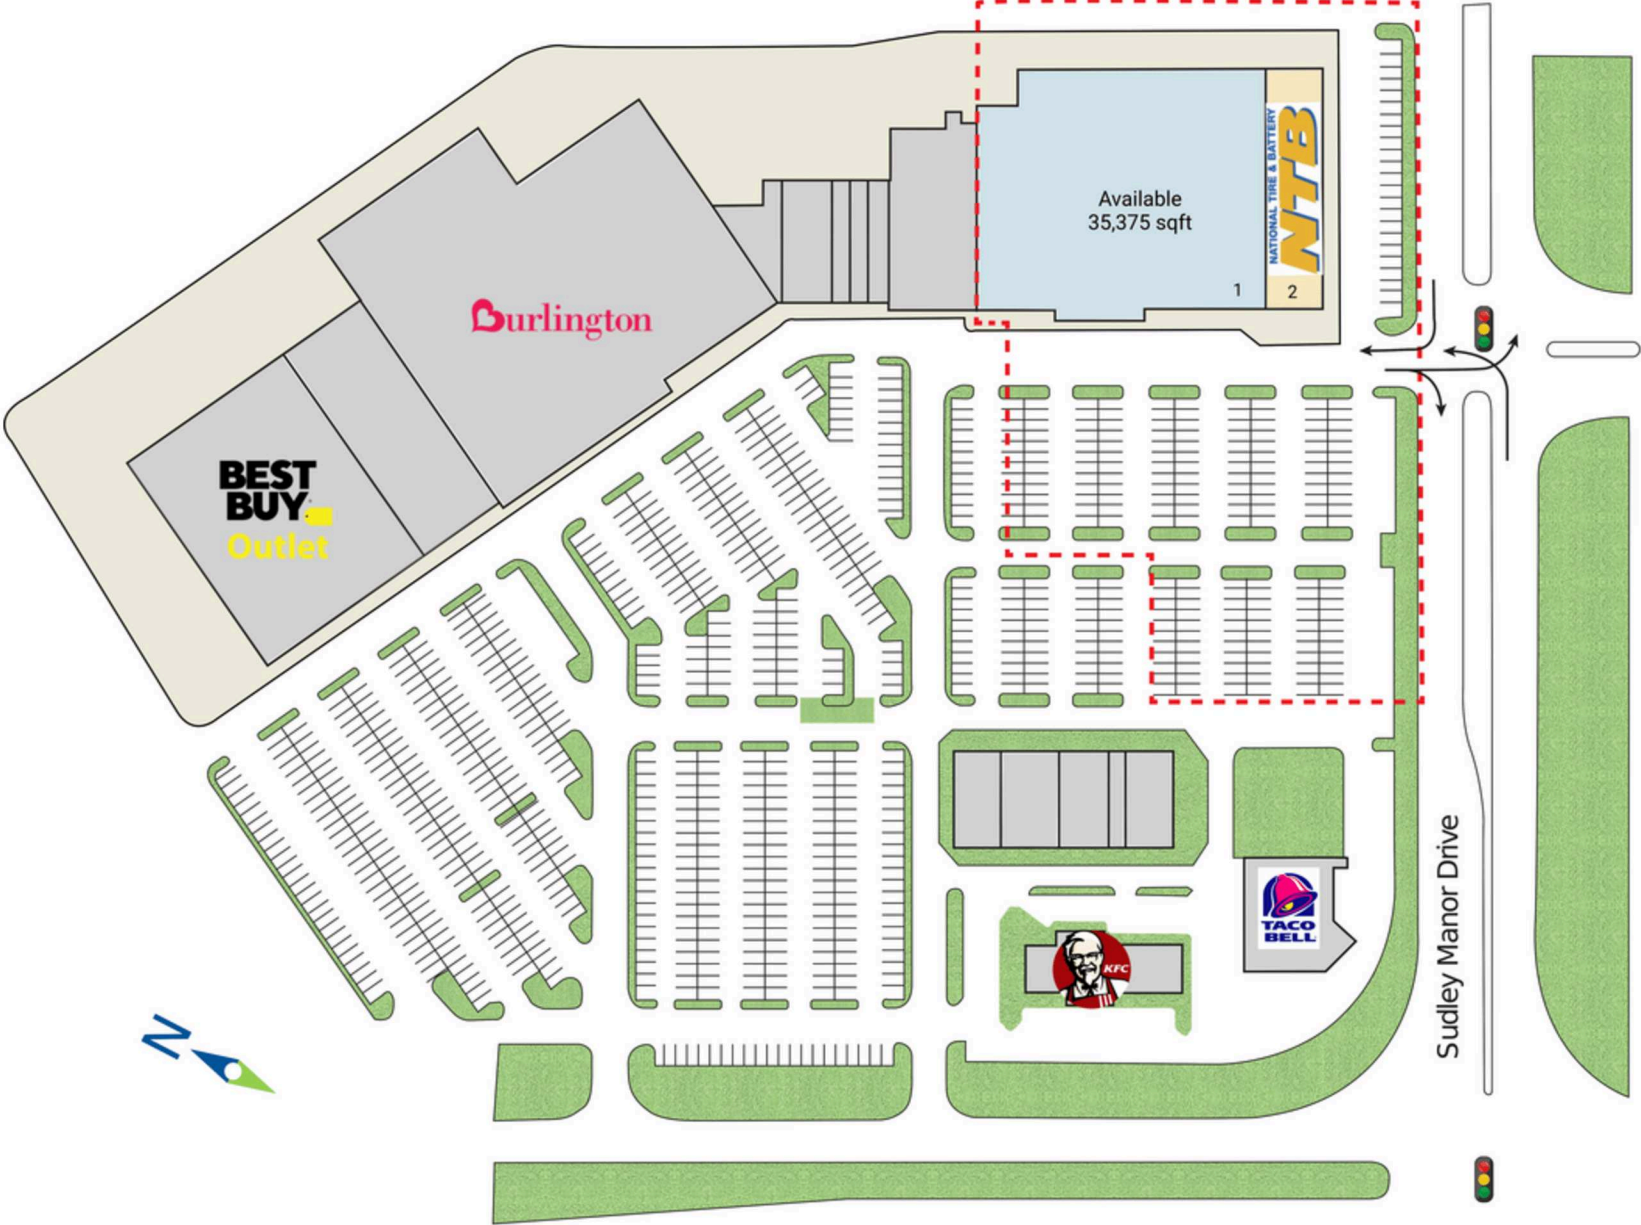 Available
35,375 sqft
1
NATIONAL TIRE & BATTERY
NTB
2
Burlington
BEST
BUY
Outlet
TACO
BELL
KFC
Sudley Manor Drive
N